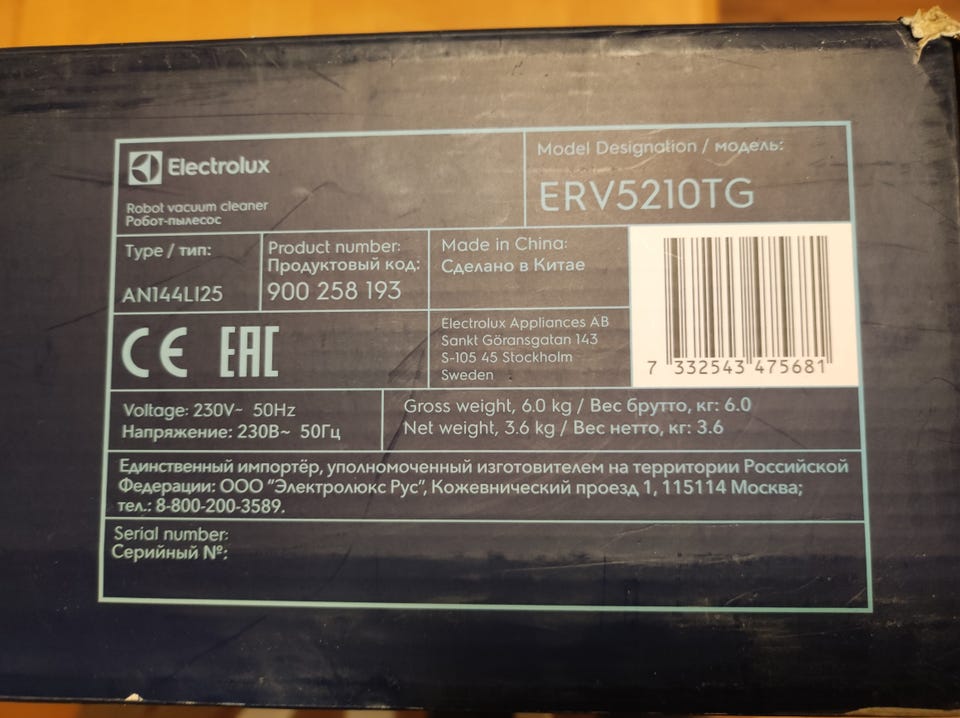 Electrolux
Robot vacuum cleaner
Робот-пылесос
Model Designation / модель:
ERV5210TG
Type / тип:
AN144LI25
Product number:
Продуктовый код:
900 258 193
Made in China:
Сделано в Китае
CE EAC
Electrolux Appliances AB
Sankt Göransgatan 143
S-105 45 Stockholm
Sweden
7 332543 475681
Voltage: 230V~ 50Hz
Напряжение: 230В~ 50Гц
Gross weight, 6.0 kg / Вес брутто, кг: 6.0
Net weight, 3.6 kg / Вес нетто, кг: 3.6
Единственный импортёр, уполномоченный изготовителем на территории Российской
Федерации: ООО "Электролюкс Рус", Кожевнический проезд 1, 115114 Москва;
тел.: 8-800-200-3589.
Serial number:
Серийный №: